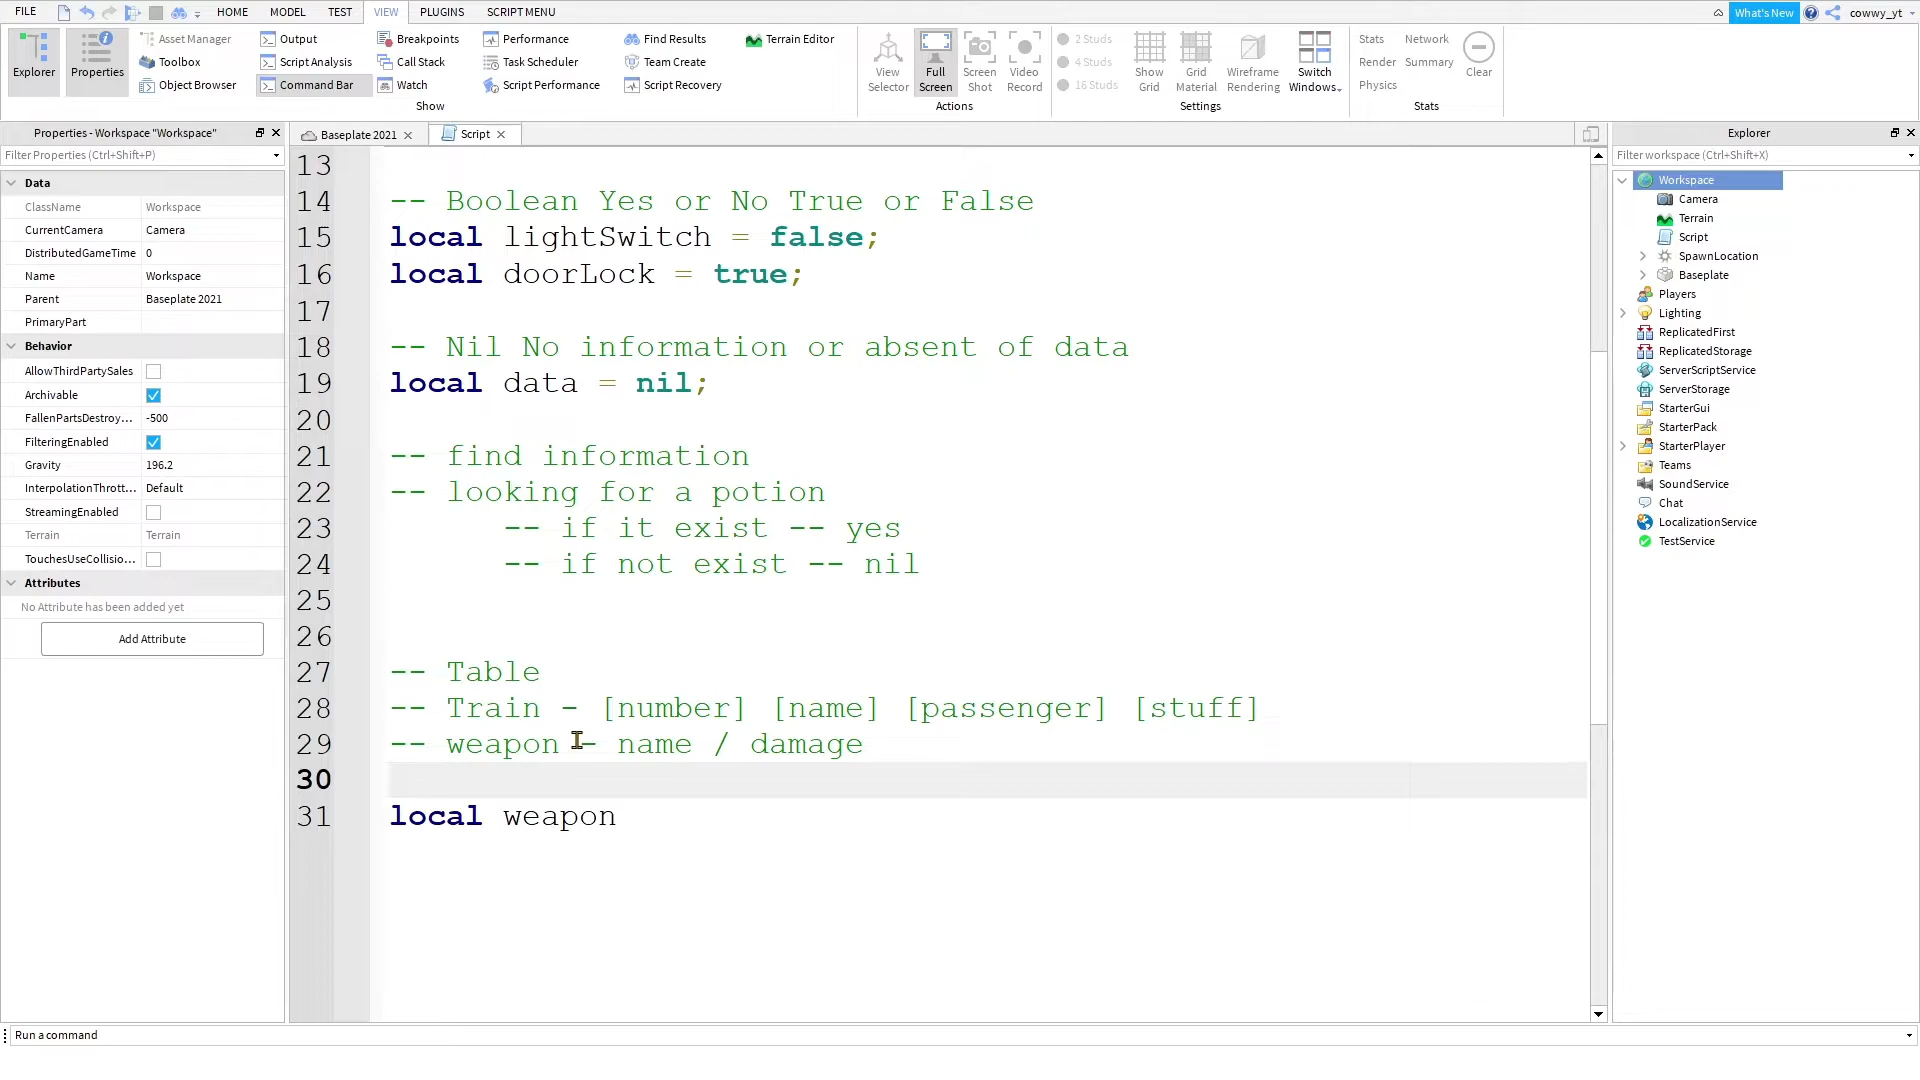 FILE HOME MODEL TEST VIEW PLUGINS SCRIPT MENU What's New cowwy_yt
Explorer
Properties
Asset Manager
Toolbox
Object Browser
Output
Script Analysis
Command Bar
Breakpoints
Call Stack
Watch
Performance
Task Scheduler
Script Performance
Find Results
Team Create
Script Recovery
Terrain Editor
Show
View Selector
Full Screen
Screen Shot
Video Record
Actions
2 Studs
4 Studs
16 Studs
Show Grid
Grid Material
Wireframe Rendering
Switch Windows
Settings
Stats Network
Render Summary
Physics
Clear
Stats
Properties - Workspace "Workspace"
Filter Properties (Ctrl+Shift+P)
Data
ClassName Workspace
CurrentCamera Camera
DistributedGameTime 0
Name Workspace
Parent Baseplate 2021
PrimaryPart
Behavior
AllowThirdPartySales
Archivable
FallenPartsDestroy... -500
FilteringEnabled
Gravity 196.2
InterpolationThrott... Default
StreamingEnabled
Terrain Terrain
TouchesUseCollisio...
Attributes
No Attribute has been added yet
Add Attribute
Baseplate 2021 Script
13
14 -- Boolean Yes or No True or False
15 local lightSwitch = false;
16 local doorLock = true;
17
18 -- Nil No information or absent of data
19 local data = nil;
20
21 -- find information
22 -- looking for a potion
23 -- if it exist -- yes
24 -- if not exist -- nil
25
26
27 -- Table
28 -- Train - [number] [name] [passenger] [stuff]
29 -- weapon - name / damage
30
31 local weapon
Explorer
Filter workspace (Ctrl+Shift+X)
Workspace
Camera
Terrain
Script
SpawnLocation
Baseplate
Players
Lighting
ReplicatedFirst
ReplicatedStorage
ServerScriptService
ServerStorage
StarterGui
StarterPack
StarterPlayer
Teams
SoundService
Chat
LocalizationService
TestService
Run a command